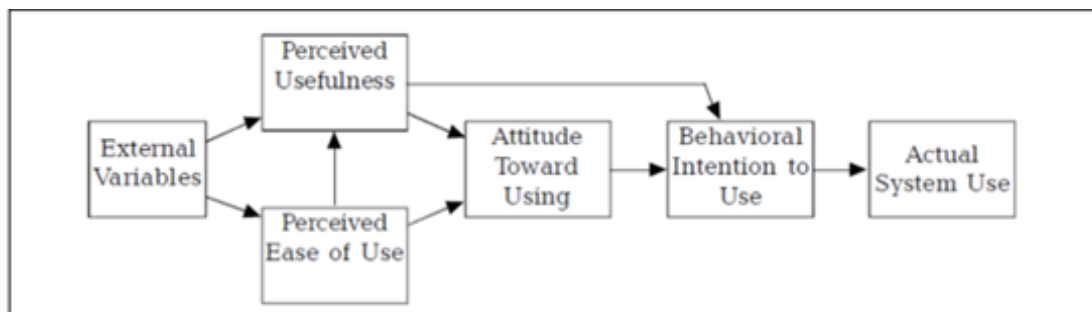 External
Variables
Perceived
Usefulness
Perceived
Ease of Use
Attitude
Toward
Using
Behavioral
Intention to
Use
Actual
System Use